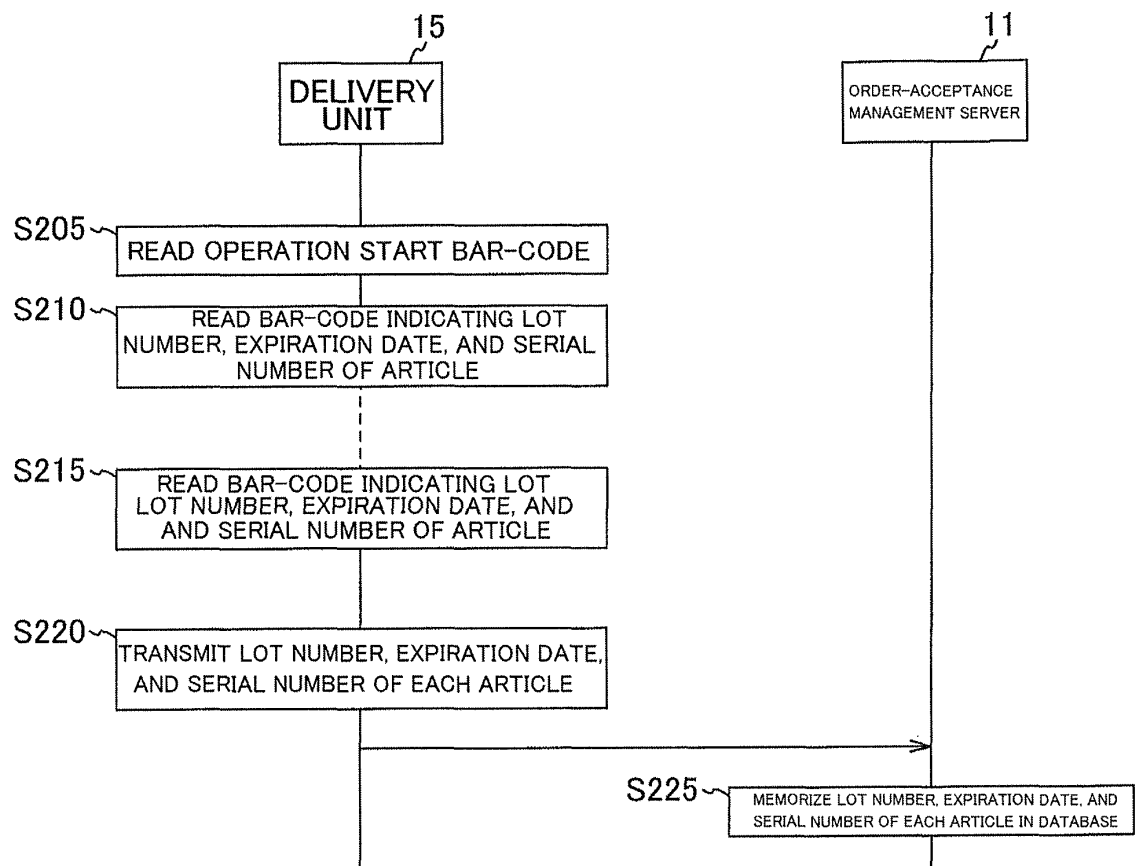 15
DELIVERY
UNIT
11
ORDER-ACCEPTANCE
MANAGEMENT SERVER
S205
READ OPERATION START BAR-CODE
S210
READ BAR-CODE INDICATING LOT
NUMBER, EXPIRATION DATE, AND SERIAL
NUMBER OF ARTICLE
S215
READ BAR-CODE INDICATING LOT
LOT NUMBER, EXPIRATION DATE, AND
AND SERIAL NUMBER OF ARTICLE
S220
TRANSMIT LOT NUMBER, EXPIRATION DATE,
AND SERIAL NUMBER OF EACH ARTICLE
S225
MEMORIZE LOT NUMBER, EXPIRATION DATE, AND
SERIAL NUMBER OF EACH ARTICLE IN DATABASE